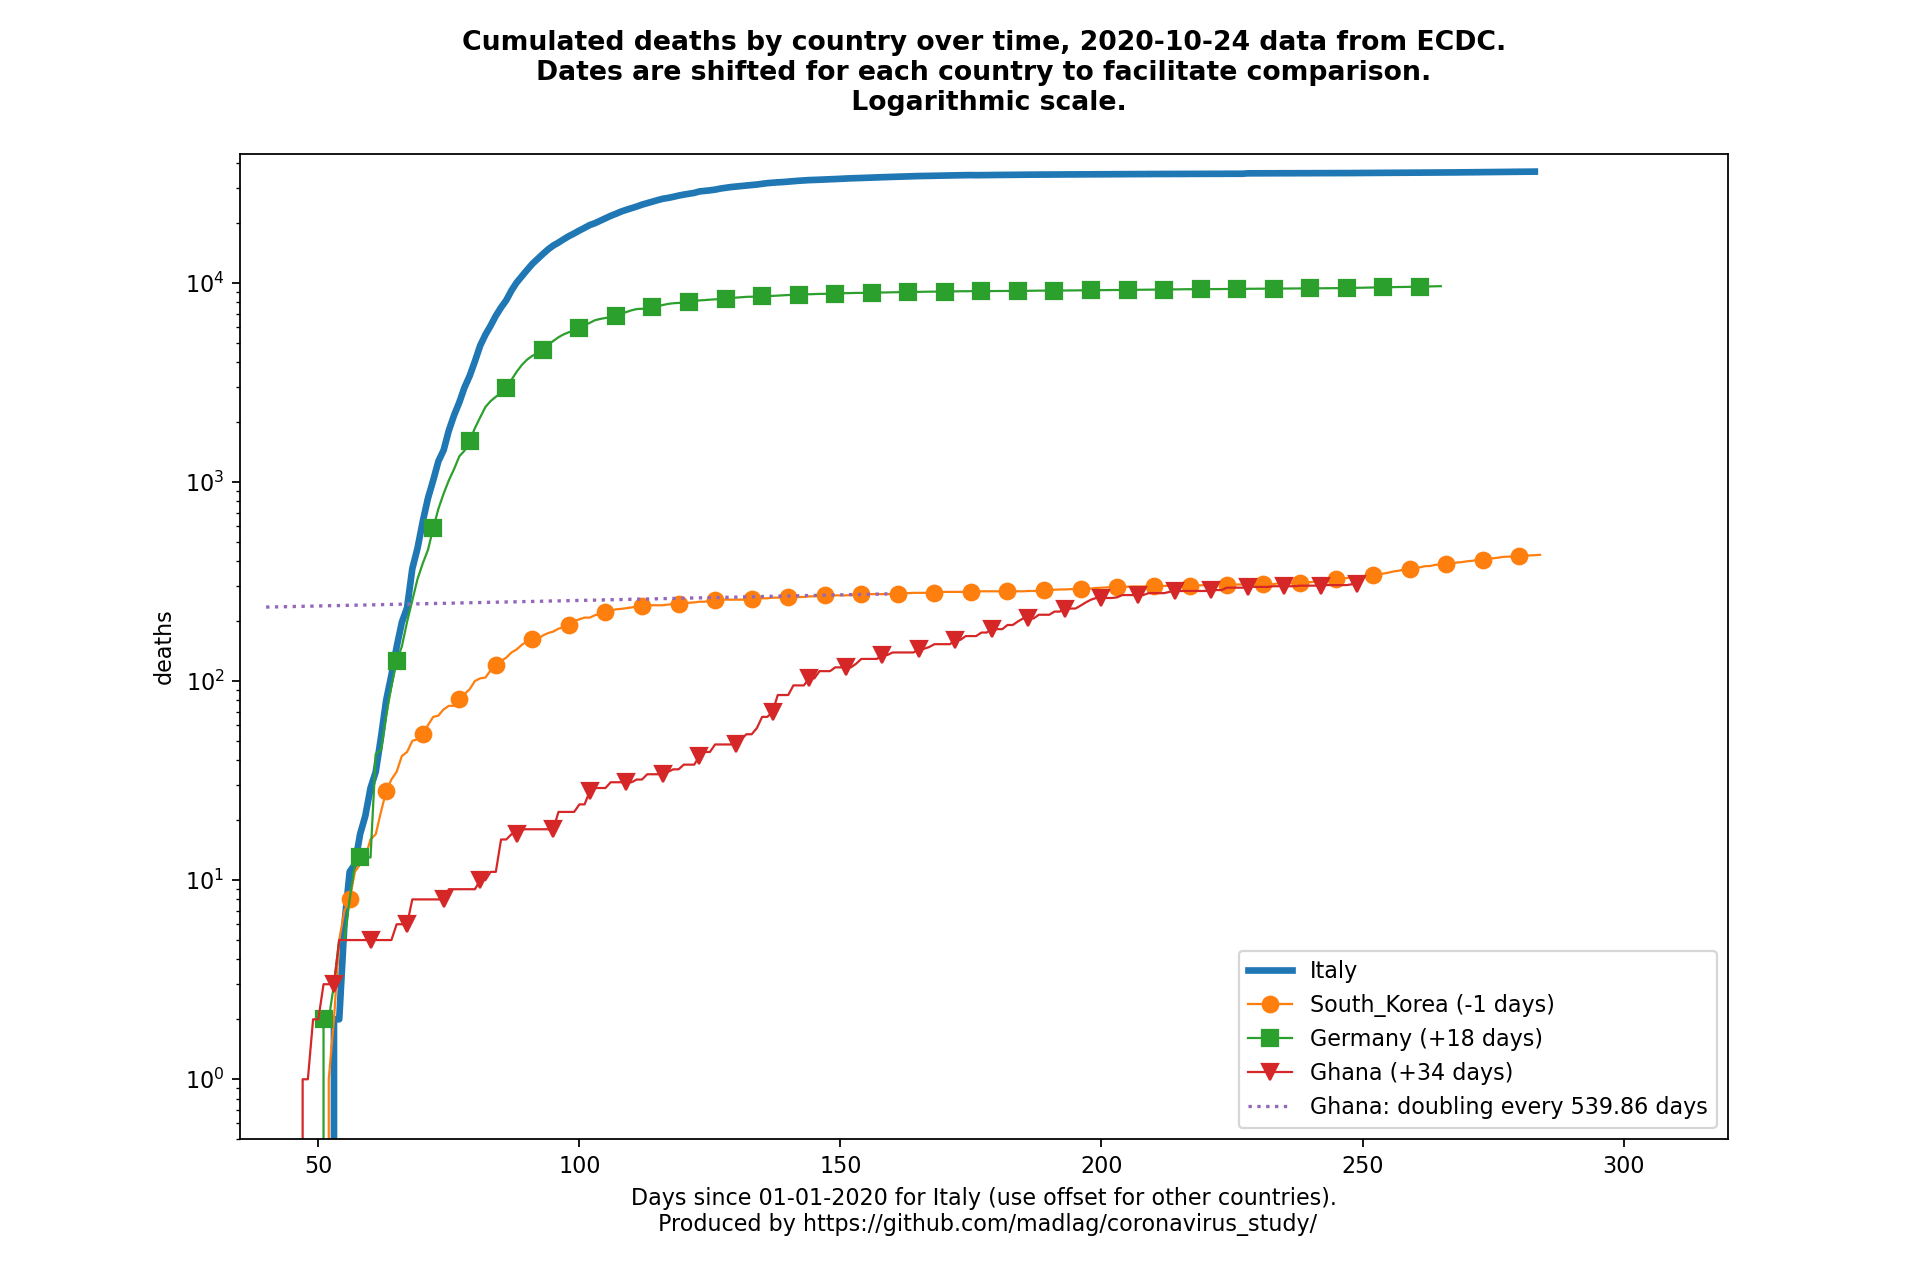 Cumulated deaths by country over time, 2020-10-24 data from ECDC.
Dates are shifted for each country to facilitate comparison.
Logarithmic scale.
deaths
10^4
10^3
10^2
10^1
10^0
50 100 150 200 250 300
Italy
South_Korea (-1 days)
Germany (+18 days)
Ghana (+34 days)
Ghana: doubling every 539.86 days
Days since 01-01-2020 for Italy (use offset for other countries).
Produced by https://github.com/madlag/coronavirus_study/